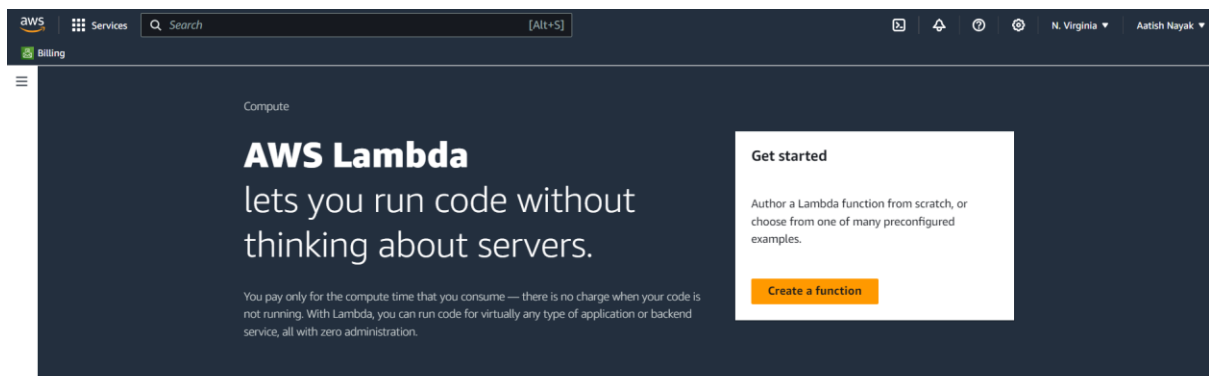 aws
Services
Search
[Alt+S]
N. Virginia
Aatish Nayak
Billing
Compute
AWS Lambda
lets you run code without
thinking about servers.
You pay only for the compute time that you consume — there is no charge when your code is
not running. With Lambda, you can run code for virtually any type of application or backend
service, all with zero administration.
Get started
Author a Lambda function from scratch, or
choose from one of many preconfigured
examples.
Create a function